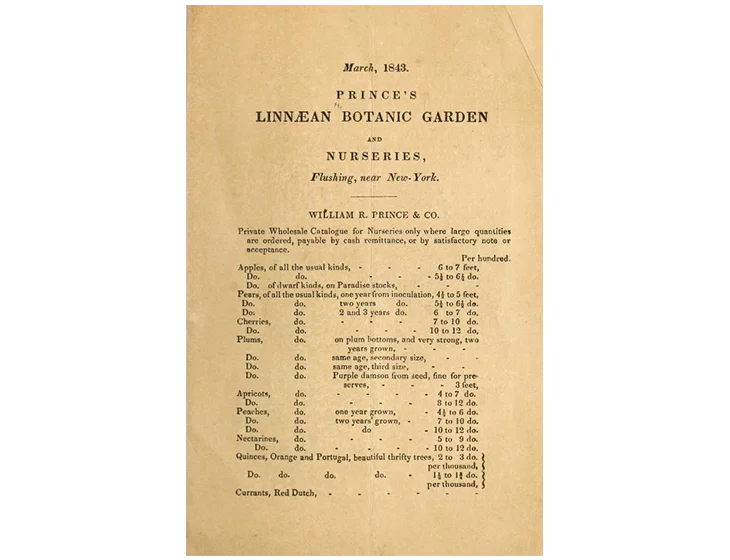 March, 1843.
PRINCE'S
LINNÆAN BOTANIC GARDEN
AND
NURSERIES,
Flushing, near New-York.
WILLIAM R. PRINCE & CO.
Private Wholesale Catalogue for Nurseries only where large quantities
are ordered, payable by cash remittance, or by satisfactory note or
acceptance.
Per hundred.
Apples, of all the usual kinds, - - - 6 to 7 feet,
Do. do. - - - 5½ to 6½ do.
Do. of dwarf kinds, on Paradise stocks, - - -
Pears, of all the usual kinds, one year from inoculation, 4½ to 5 feet,
Do. do. two years do. 5½ to 6½ do.
Do. do. 2 and 3 years do. 6 to 7 do.
Cherries, do. - - - - 7 to 10 do.
Do. do. - - - - 10 to 12 do.
Plums, do. on plum bottoms, and very strong, two
years grown, - - -
Do. do. same age, secondary size, - - -
Do. do. same age, third size, - - -
Do. do. Purple damson from seed, fine for pre-
serves, - - - 3 feet,
Apricots, do. - - - - 4 to 7 do.
Do. do. - - - - 8 to 12 do.
Peaches, do. one year grown, - 4½ to 6 do.
Do. do. two years' grown, - 7 to 10 do.
Do. do. do - 10 to 12 do.
Nectarines, do. - - - - 5 to 9 do.
Do. do. - - - - 10 to 12 do.
Quinces, Orange and Portugal, beautiful thrifty trees, 2 to 3 do.
per thousand,
Do. do. do. do. - 1½ to do.
per thousand,
Currants, Red Dutch, - - - - - -